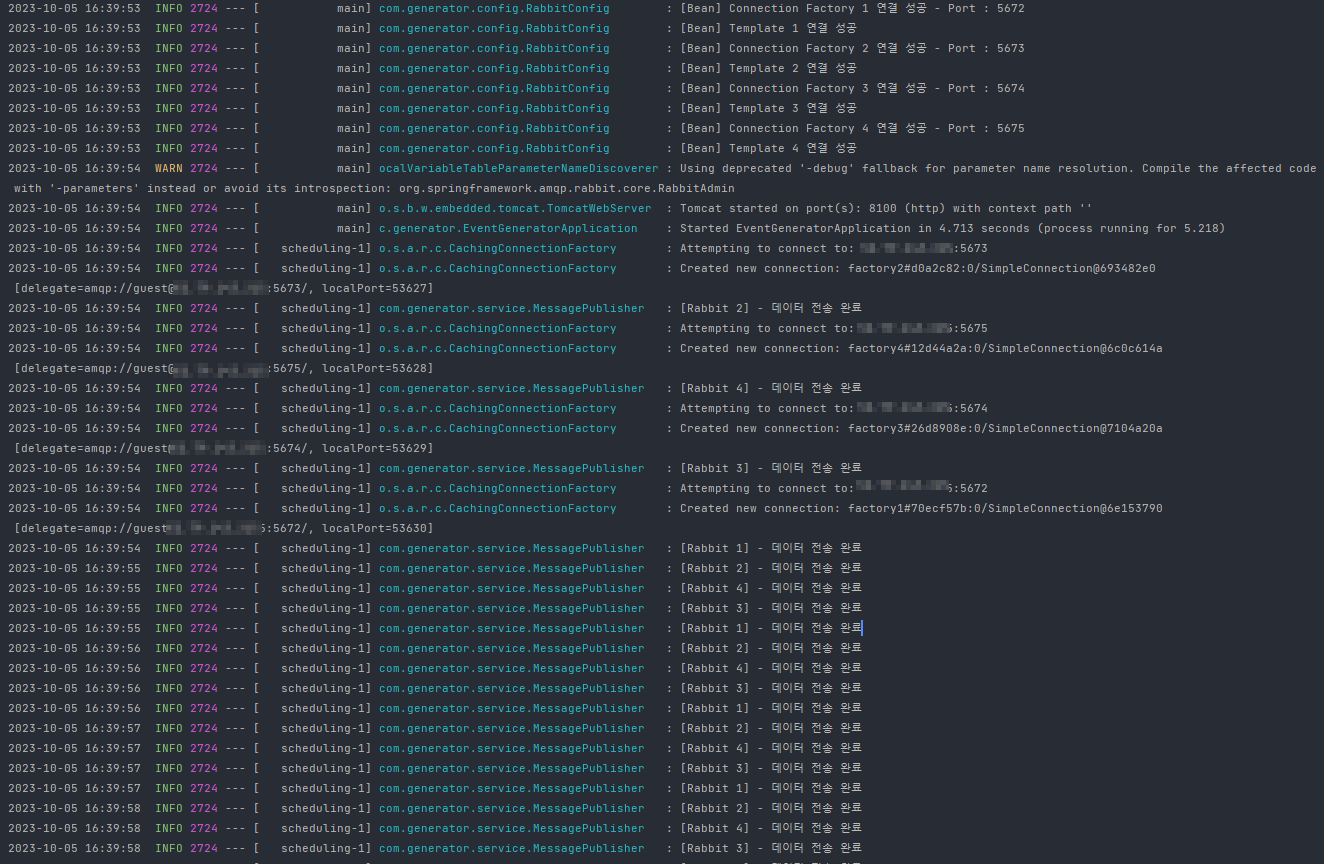 2023-10-05 16:39:53 INFO 2724 --- [ main] com.generator.config.RabbitConfig : [Bean] Connection Factory 1 연결 성공 - Port : 5672
2023-10-05 16:39:53 INFO 2724 --- [ main] com.generator.config.RabbitConfig : [Bean] Template 1 연결 성공
2023-10-05 16:39:53 INFO 2724 --- [ main] com.generator.config.RabbitConfig : [Bean] Connection Factory 2 연결 성공 - Port : 5673
2023-10-05 16:39:53 INFO 2724 --- [ main] com.generator.config.RabbitConfig : [Bean] Template 2 연결 성공
2023-10-05 16:39:53 INFO 2724 --- [ main] com.generator.config.RabbitConfig : [Bean] Connection Factory 3 연결 성공 - Port : 5674
2023-10-05 16:39:53 INFO 2724 --- [ main] com.generator.config.RabbitConfig : [Bean] Template 3 연결 성공
2023-10-05 16:39:53 INFO 2724 --- [ main] com.generator.config.RabbitConfig : [Bean] Connection Factory 4 연결 성공 - Port : 5675
2023-10-05 16:39:53 INFO 2724 --- [ main] com.generator.config.RabbitConfig : [Bean] Template 4 연결 성공
2023-10-05 16:39:54 WARN 2724 --- [ main] ocalVariableTableParameterNameDiscoverer : Using deprecated '-debug' fallback for parameter name resolution. Compile the affected code
with '-parameters' instead or avoid its introspection: org.springframework.amqp.rabbit.core.RabbitAdmin
2023-10-05 16:39:54 INFO 2724 --- [ main] o.s.b.w.embedded.tomcat.TomcatWebServer : Tomcat started on port(s): 8100 (http) with context path ''
2023-10-05 16:39:54 INFO 2724 --- [ main] c.generator.EventGeneratorApplication : Started EventGeneratorApplication in 4.713 seconds (process running for 5.218)
2023-10-05 16:39:54 INFO 2724 --- [ scheduling-1] o.s.a.r.c.CachingConnectionFactory : Attempting to connect to: :5673
2023-10-05 16:39:54 INFO 2724 --- [ scheduling-1] o.s.a.r.c.CachingConnectionFactory : Created new connection: factory2#d0a2c82:0/SimpleConnection@693482e0
[delegate=amqp://guest@ :5673/, localPort=53627]
2023-10-05 16:39:54 INFO 2724 --- [ scheduling-1] com.generator.service.MessagePublisher : [Rabbit 2] - 데이터 전송 완료
2023-10-05 16:39:54 INFO 2724 --- [ scheduling-1] o.s.a.r.c.CachingConnectionFactory : Attempting to connect to: :5675
2023-10-05 16:39:54 INFO 2724 --- [ scheduling-1] o.s.a.r.c.CachingConnectionFactory : Created new connection: factory4#12d44a2a:0/SimpleConnection@6c0c614a
[delegate=amqp://guest@ :5675/, localPort=53628]
2023-10-05 16:39:54 INFO 2724 --- [ scheduling-1] com.generator.service.MessagePublisher : [Rabbit 4] - 데이터 전송 완료
2023-10-05 16:39:54 INFO 2724 --- [ scheduling-1] o.s.a.r.c.CachingConnectionFactory : Attempting to connect to: :5674
2023-10-05 16:39:54 INFO 2724 --- [ scheduling-1] o.s.a.r.c.CachingConnectionFactory : Created new connection: factory3#26d8908e:0/SimpleConnection@7104a20a
[delegate=amqp://guest :5674/, localPort=53629]
2023-10-05 16:39:54 INFO 2724 --- [ scheduling-1] com.generator.service.MessagePublisher : [Rabbit 3] - 데이터 전송 완료
2023-10-05 16:39:54 INFO 2724 --- [ scheduling-1] o.s.a.r.c.CachingConnectionFactory : Attempting to connect to: :5672
2023-10-05 16:39:54 INFO 2724 --- [ scheduling-1] o.s.a.r.c.CachingConnectionFactory : Created new connection: factory1#70ecf57b:0/SimpleConnection@6e153790
[delegate=amqp://guest 5:5672/, localPort=53630]
2023-10-05 16:39:54 INFO 2724 --- [ scheduling-1] com.generator.service.MessagePublisher : [Rabbit 1] - 데이터 전송 완료
2023-10-05 16:39:55 INFO 2724 --- [ scheduling-1] com.generator.service.MessagePublisher : [Rabbit 2] - 데이터 전송 완료
2023-10-05 16:39:55 INFO 2724 --- [ scheduling-1] com.generator.service.MessagePublisher : [Rabbit 4] - 데이터 전송 완료
2023-10-05 16:39:55 INFO 2724 --- [ scheduling-1] com.generator.service.MessagePublisher : [Rabbit 3] - 데이터 전송 완료
2023-10-05 16:39:55 INFO 2724 --- [ scheduling-1] com.generator.service.MessagePublisher : [Rabbit 1] - 데이터 전송 완료
2023-10-05 16:39:56 INFO 2724 --- [ scheduling-1] com.generator.service.MessagePublisher : [Rabbit 2] - 데이터 전송 완료
2023-10-05 16:39:56 INFO 2724 --- [ scheduling-1] com.generator.service.MessagePublisher : [Rabbit 4] - 데이터 전송 완료
2023-10-05 16:39:56 INFO 2724 --- [ scheduling-1] com.generator.service.MessagePublisher : [Rabbit 3] - 데이터 전송 완료
2023-10-05 16:39:56 INFO 2724 --- [ scheduling-1] com.generator.service.MessagePublisher : [Rabbit 1] - 데이터 전송 완료
2023-10-05 16:39:57 INFO 2724 --- [ scheduling-1] com.generator.service.MessagePublisher : [Rabbit 2] - 데이터 전송 완료
2023-10-05 16:39:57 INFO 2724 --- [ scheduling-1] com.generator.service.MessagePublisher : [Rabbit 4] - 데이터 전송 완료
2023-10-05 16:39:57 INFO 2724 --- [ scheduling-1] com.generator.service.MessagePublisher : [Rabbit 3] - 데이터 전송 완료
2023-10-05 16:39:57 INFO 2724 --- [ scheduling-1] com.generator.service.MessagePublisher : [Rabbit 1] - 데이터 전송 완료
2023-10-05 16:39:58 INFO 2724 --- [ scheduling-1] com.generator.service.MessagePublisher : [Rabbit 2] - 데이터 전송 완료
2023-10-05 16:39:58 INFO 2724 --- [ scheduling-1] com.generator.service.MessagePublisher : [Rabbit 4] - 데이터 전송 완료
2023-10-05 16:39:58 INFO 2724 --- [ scheduling-1] com.generator.service.MessagePublisher : [Rabbit 3] - 데이터 전송 완료